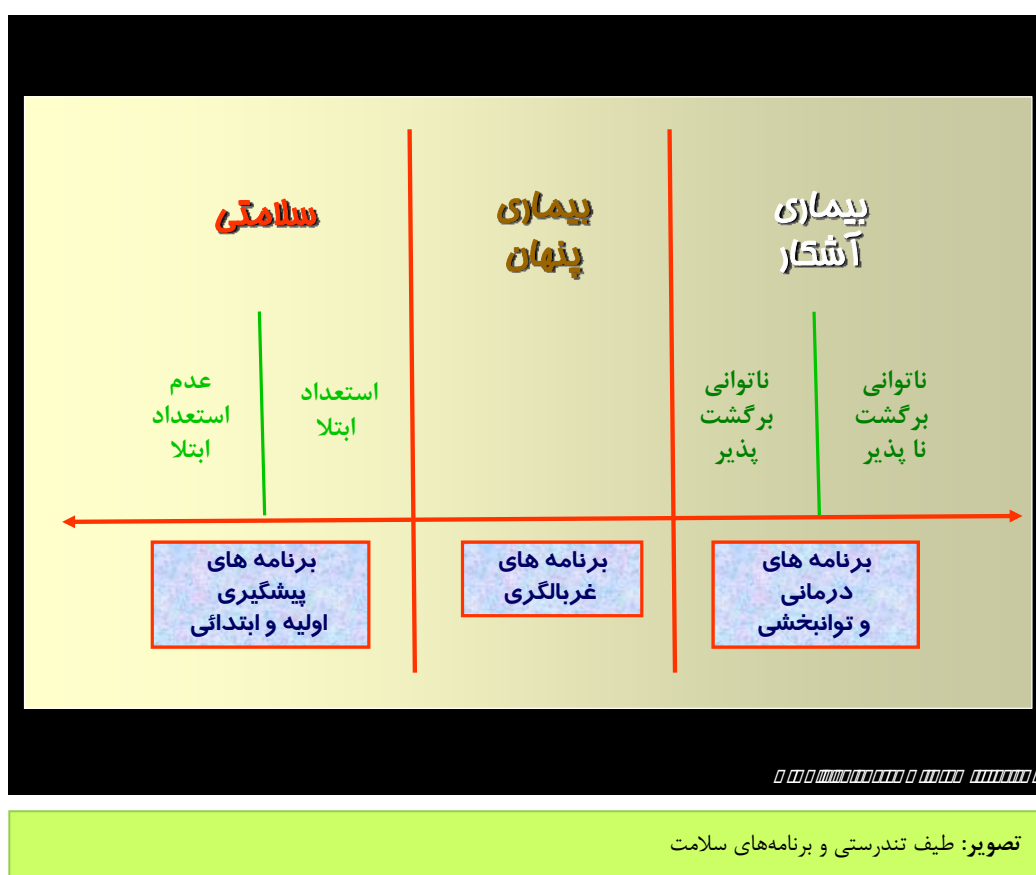 سلامتی
بیماری
پنهان
بیماری
آشکار
عدم
استعداد
ابتلا
استعداد
ابتلا
ناتوانی
برگشت
پذیر
ناتوانی
برگشت
نا پذیر
برنامه های
پیشگیری
اولیه و ابتدائی
برنامه های
غربالگری
برنامه های
درمانی
و توانبخشی
تصویر: طیف تندرستی و برنامه‌های سلامت